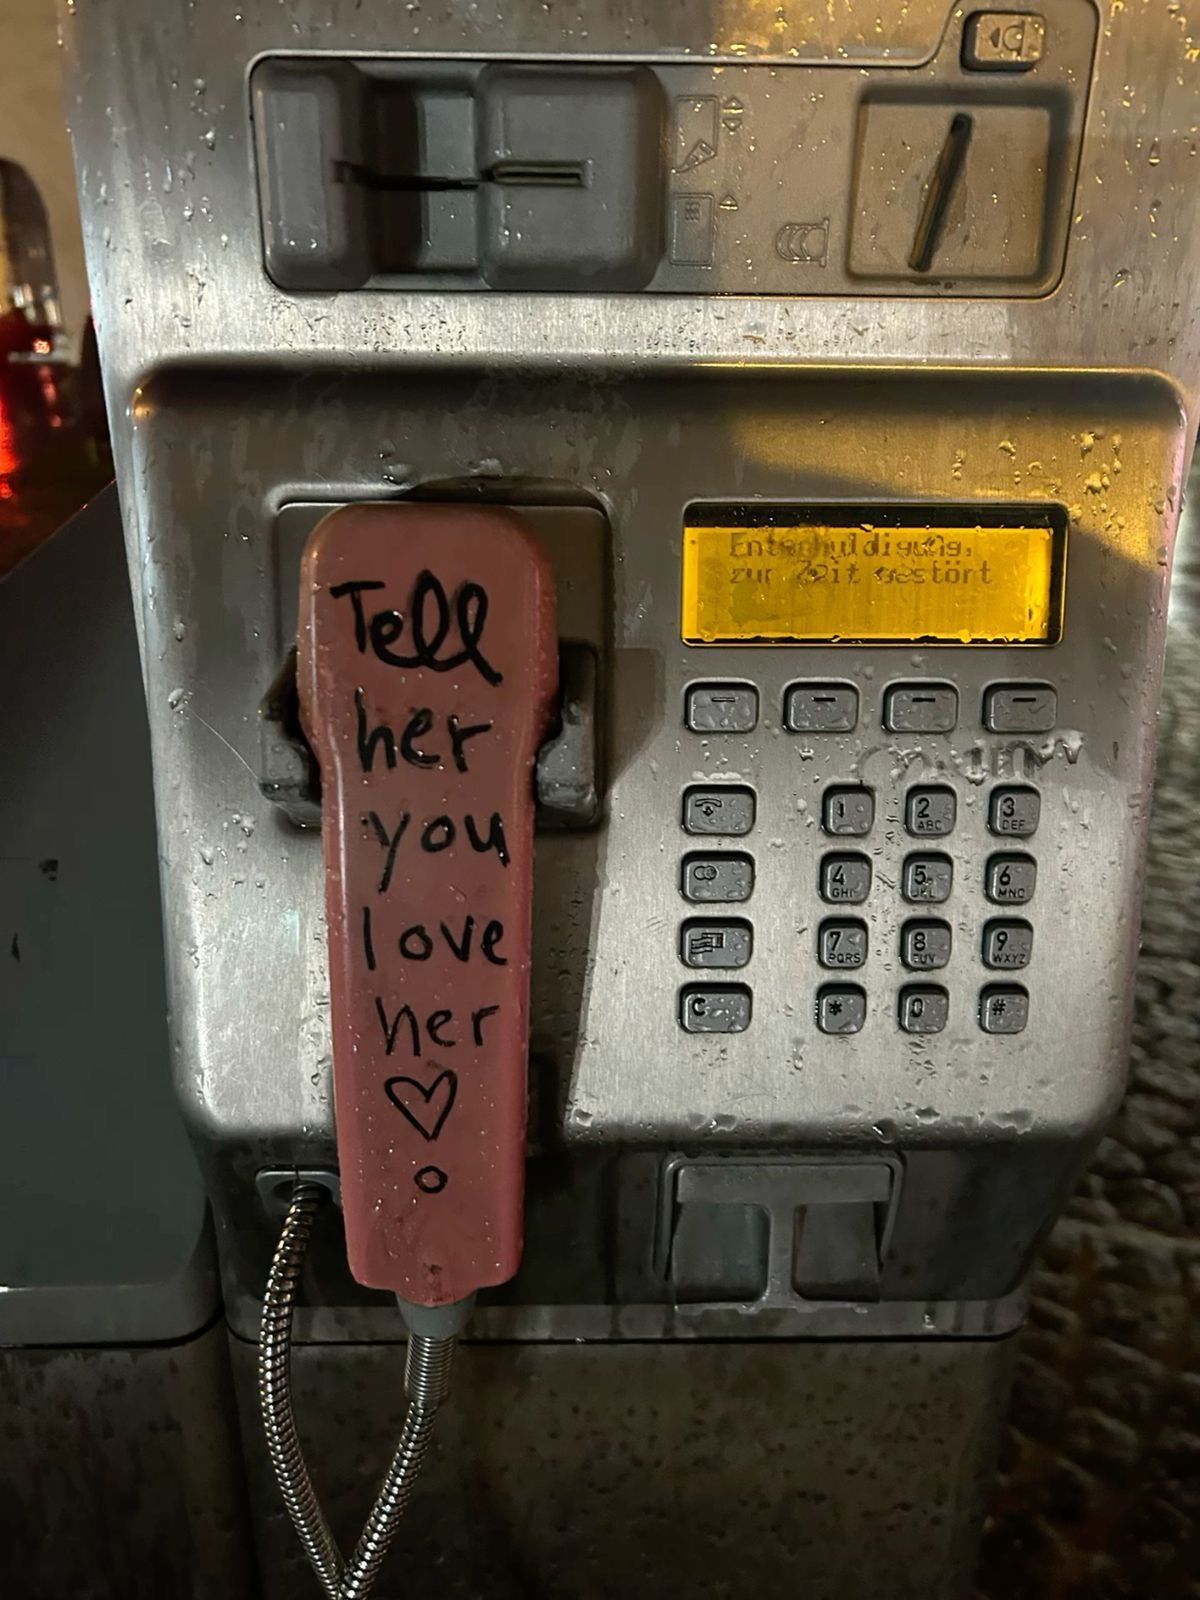 Entschuldigung,
zur Zeit gestört
Tell
her
you
love
her
1
2
ABC
3
DEF
4
GHI
5
JKL
6
MNO
7
PQRS
8
TUV
9
WXYZ
C
*
0
#